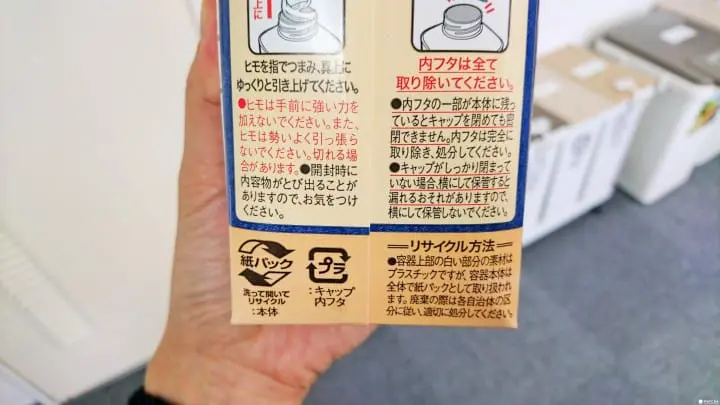 上に!
ヒモを指でつまみ、真上に
ゆっくりと引き上げてください。
●ヒモは手前に強い力を
加えないでください。また、
ヒモは勢いよく引っ張ら
ないでください。切れる場
合があります。●開封時に
内容物がとび出ることが
ありますので、お気をつけ
ください。
内フタは全て
取り除いてください。
●内フタの一部が本体に残っ
ているとキャップを閉めても密
閉できません。内フタは完全に
取り除き、処分してください。
●キャップがしっかり閉まって
いない場合、横にして保管すると
漏れるおそれがありますので、
横にして保管しないでください。
紙パック
洗って開いて
リサイクル
:本体
プラ
:キャップ
内フタ
リサイクル方法
●容器上部の白い部分の素材は
プラスチックですが、容器本体は
全体で紙パックとして取り扱われ
ます。廃棄の際は各自治体の区
分に従い、適切に処分してください。
MATCHA